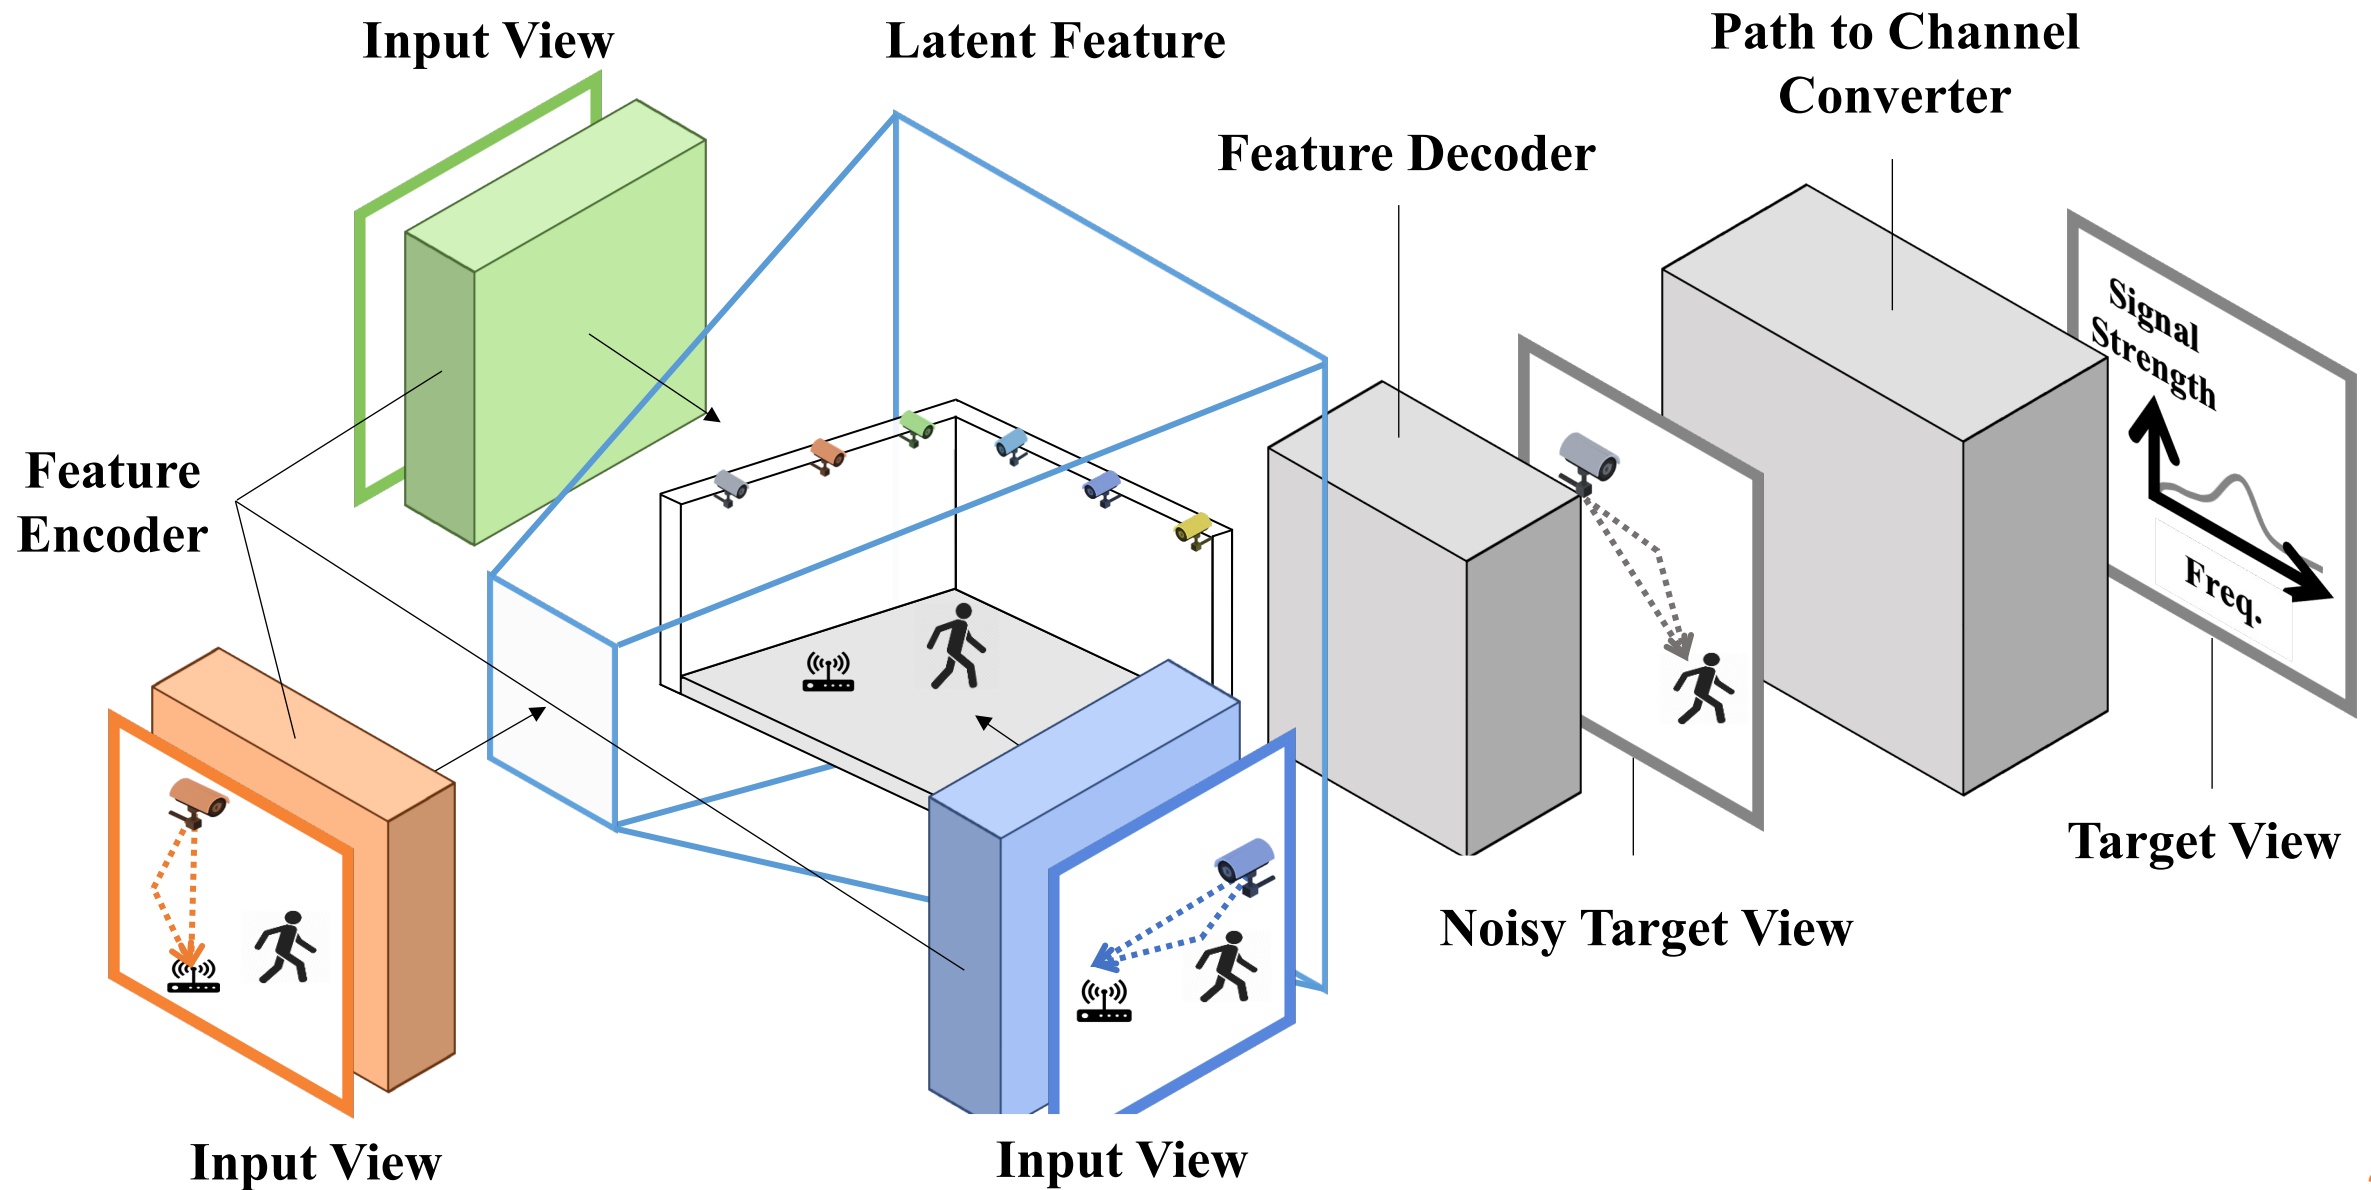 Input View
Latent Feature
Path to Channel
Converter
Feature Decoder
Signal
Strength
Freq.
Feature
Encoder
Target View
Noisy Target View
Input View
Input View